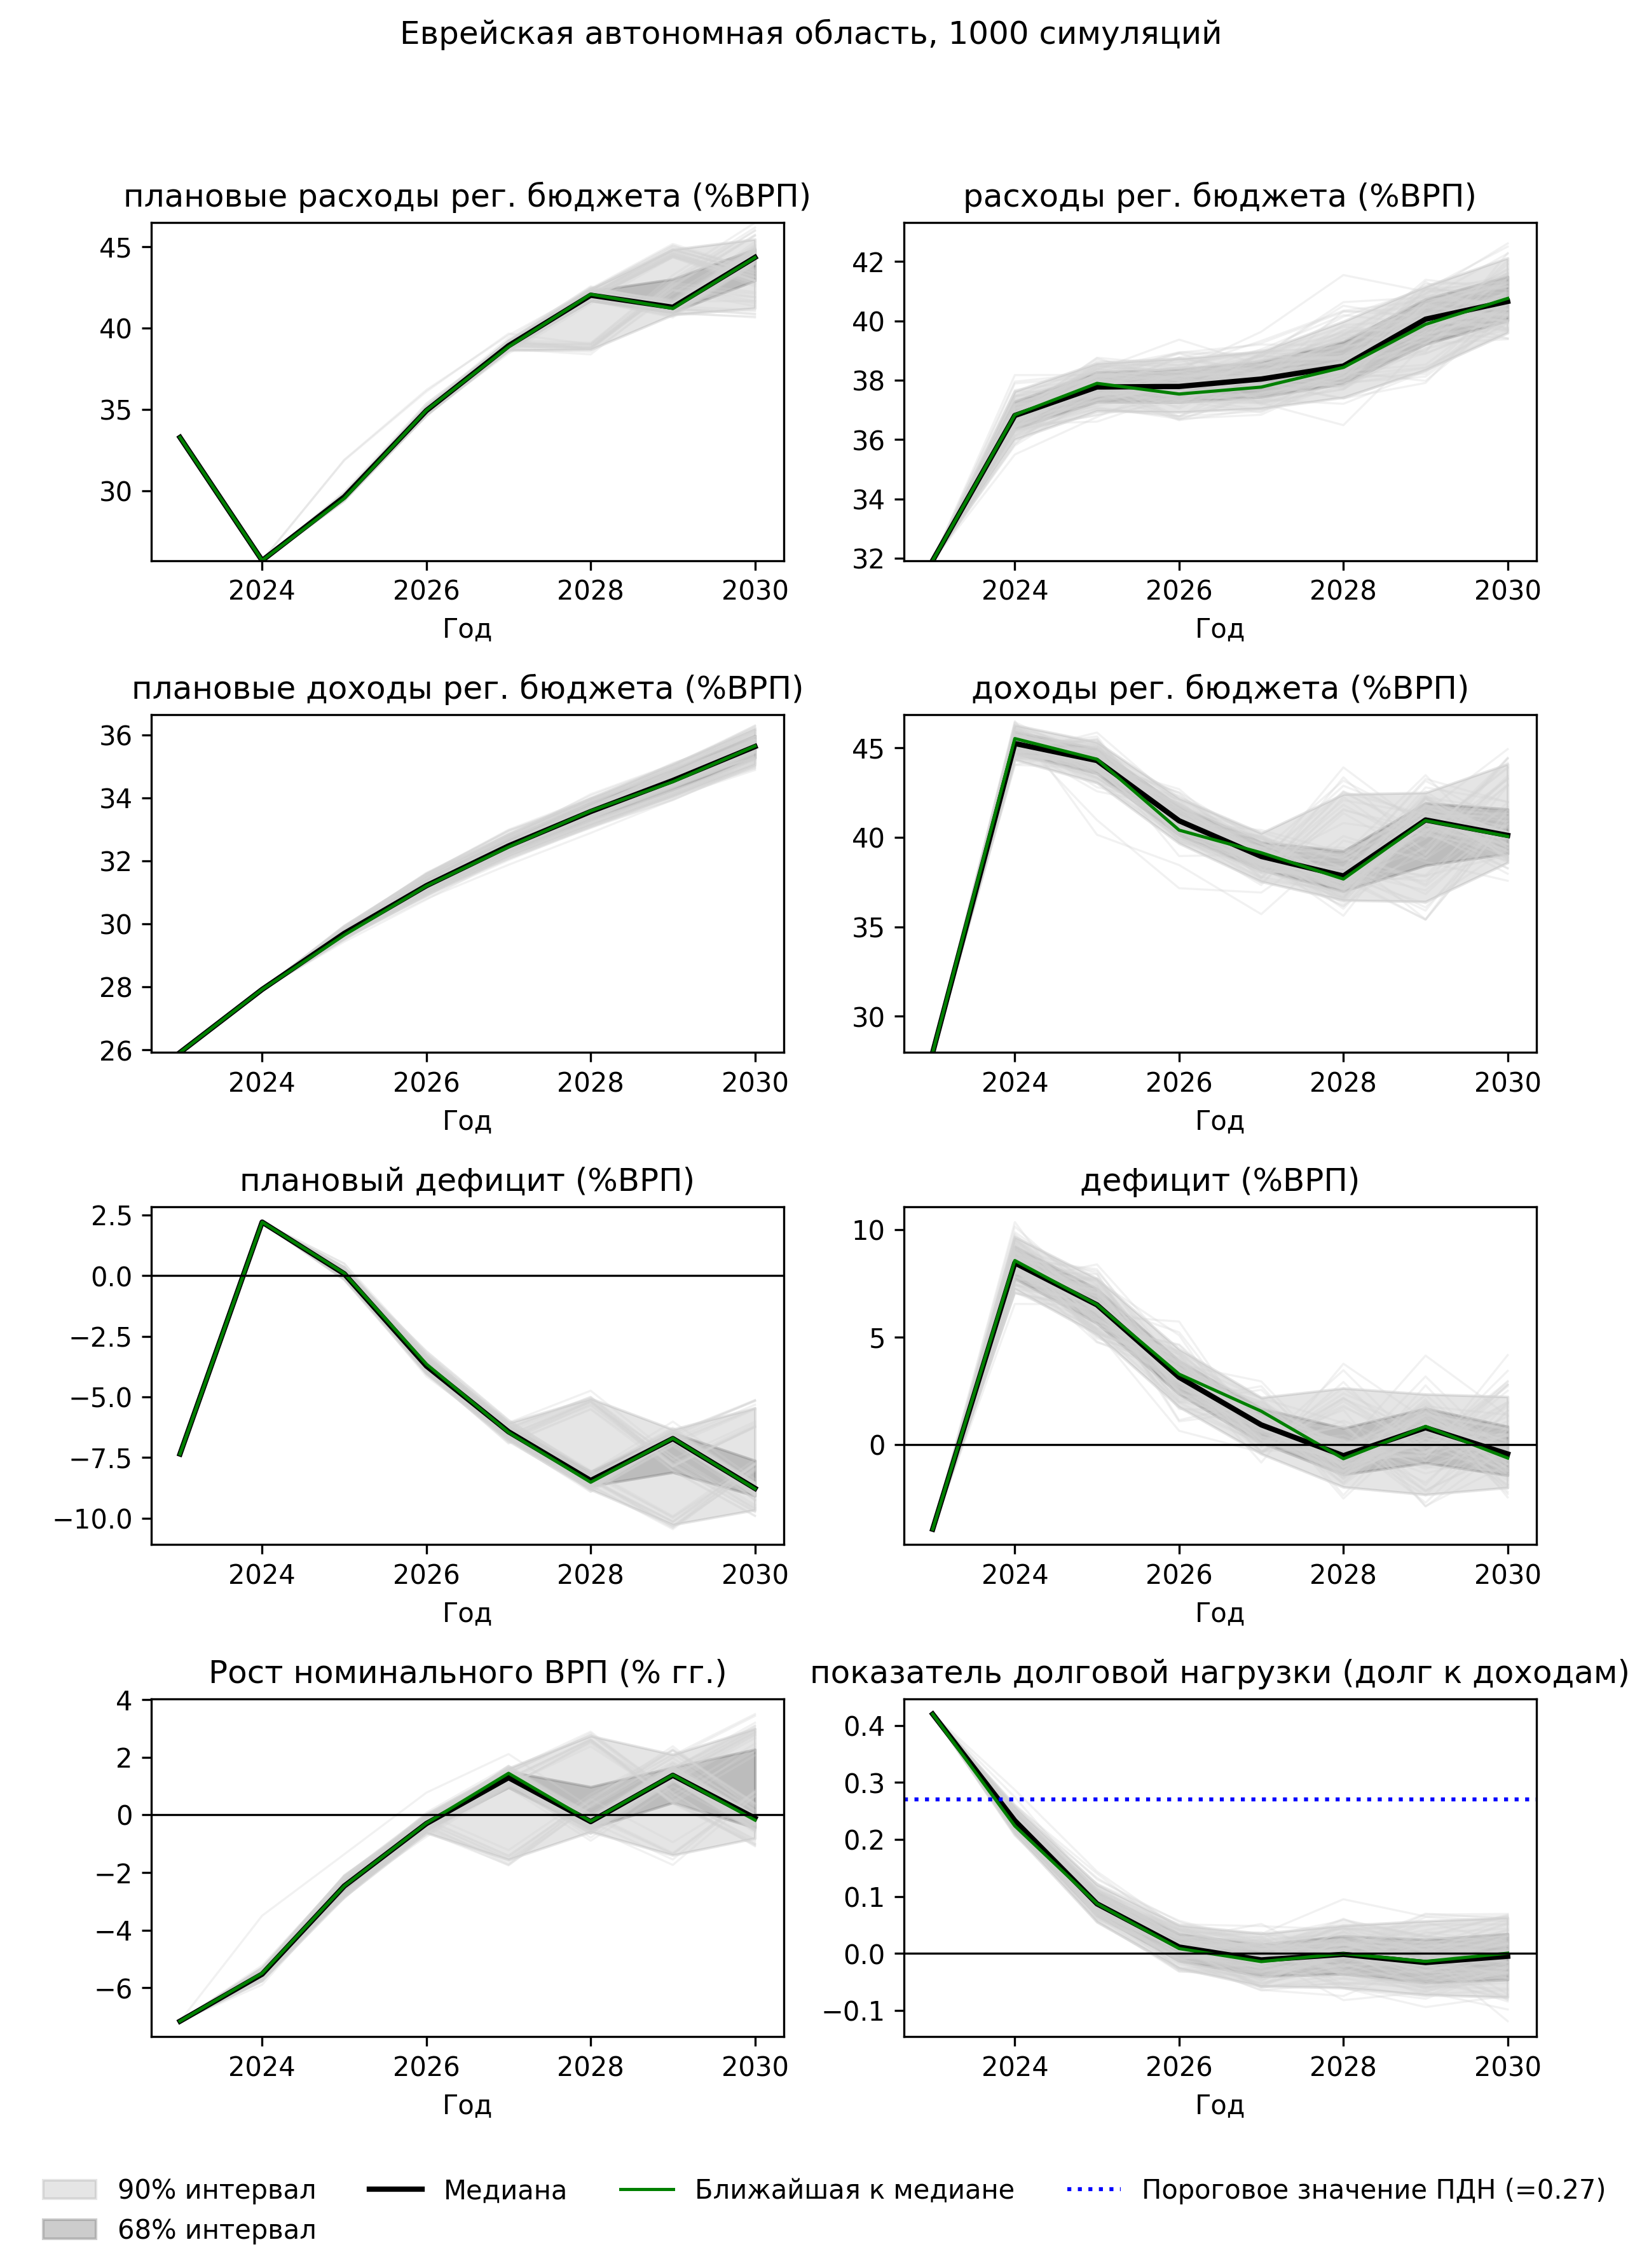 Еврейская автономная область, 1000 симуляций
плановые расходы рег. бюджета (%ВРП)
45
40
35
30
2024 2026 2028 2030
Год
расходы рег. бюджета (%ВРП)
42
40
38
36
34
32
2024 2026 2028 2030
Год
плановые доходы рег. бюджета (%ВРП)
36
34
32
30
28
26
2024 2026 2028 2030
Год
доходы рег. бюджета (%ВРП)
45
40
35
30
2024 2026 2028 2030
Год
плановый дефицит (%ВРП)
2.5
0.0
−2.5
−5.0
−7.5
−10.0
2024 2026 2028 2030
Год
дефицит (%ВРП)
10
5
0
2024 2026 2028 2030
Год
Рост номинального ВРП (% гг.)
4
2
0
−2
−4
−6
2024 2026 2028 2030
Год
показатель долговой нагрузки (долг к доходам)
0.4
0.3
0.2
0.1
0.0
−0.1
2024 2026 2028 2030
Год
90% интервал
68% интервал
Медиана
Ближайшая к медиане
Пороговое значение ПДН (=0.27)